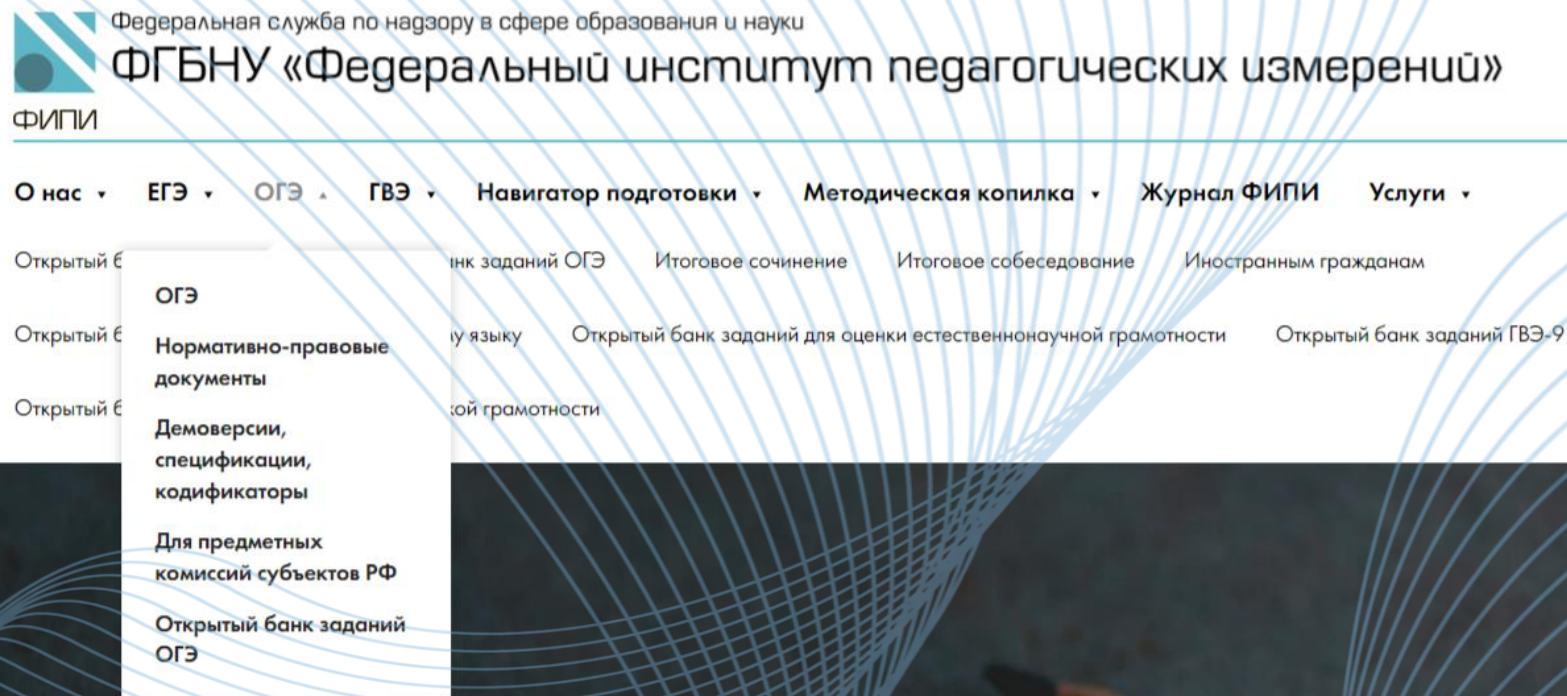 Федеральная служба по надзору в сфере образования и науки
ФГБНУ «Федеральный институт педагогических измерений»
ФИПИ
О нас ЕГЭ ОГЭ ГВЭ Навигатор подготовки Методическая копилка Журнал ФИПИ Услуги
Открытый заданий ОГЭ Итоговое сочинение Итоговое собеседование Иностранным гражданам
Открытый языку Открытый банк заданий для оценки естественнонаучной грамотности Открытый банк заданий ГВЭ-9
Открытый грамотности
ОГЭ
Нормативно-правовые
документы
Демоверсии,
спецификации,
кодификаторы
Для предметных
комиссий субъектов РФ
Открытый банк заданий
ОГЭ